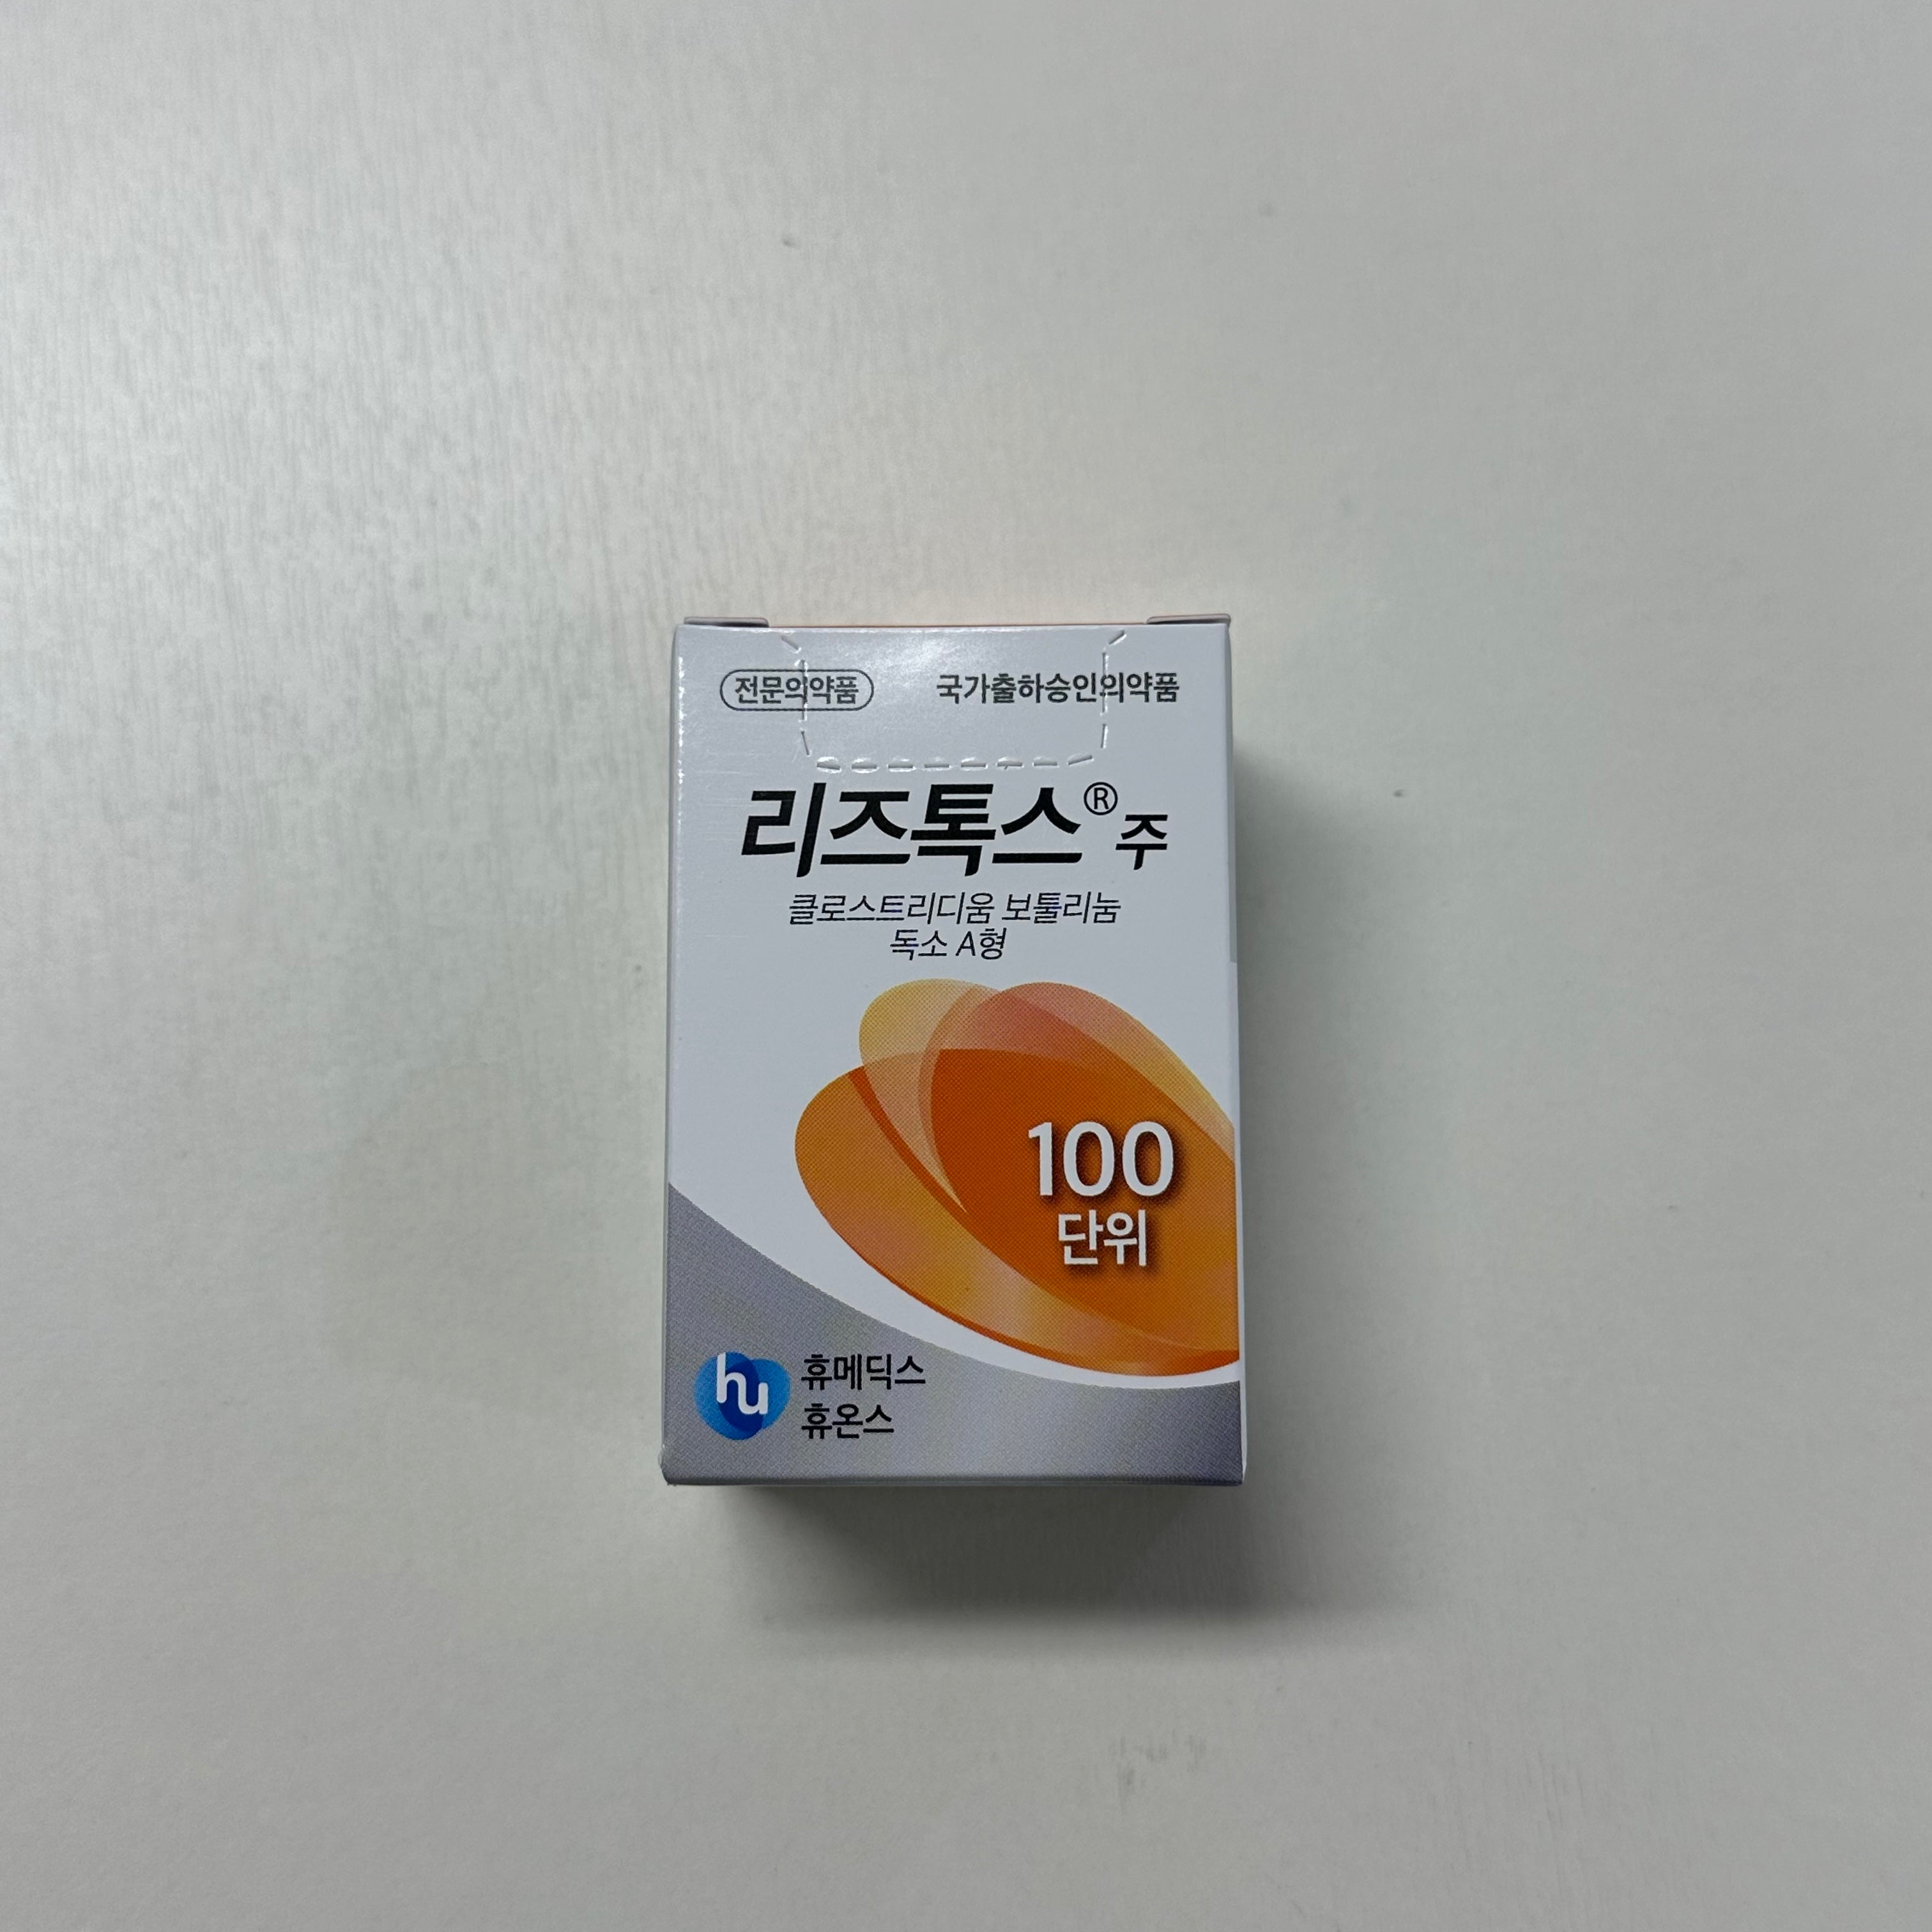 전문의약품 국가출하승인의약품
리즈톡스® 주
클로스트리디움 보툴리눔
독소 A형
100
단위
hu 휴메딕스
휴온스